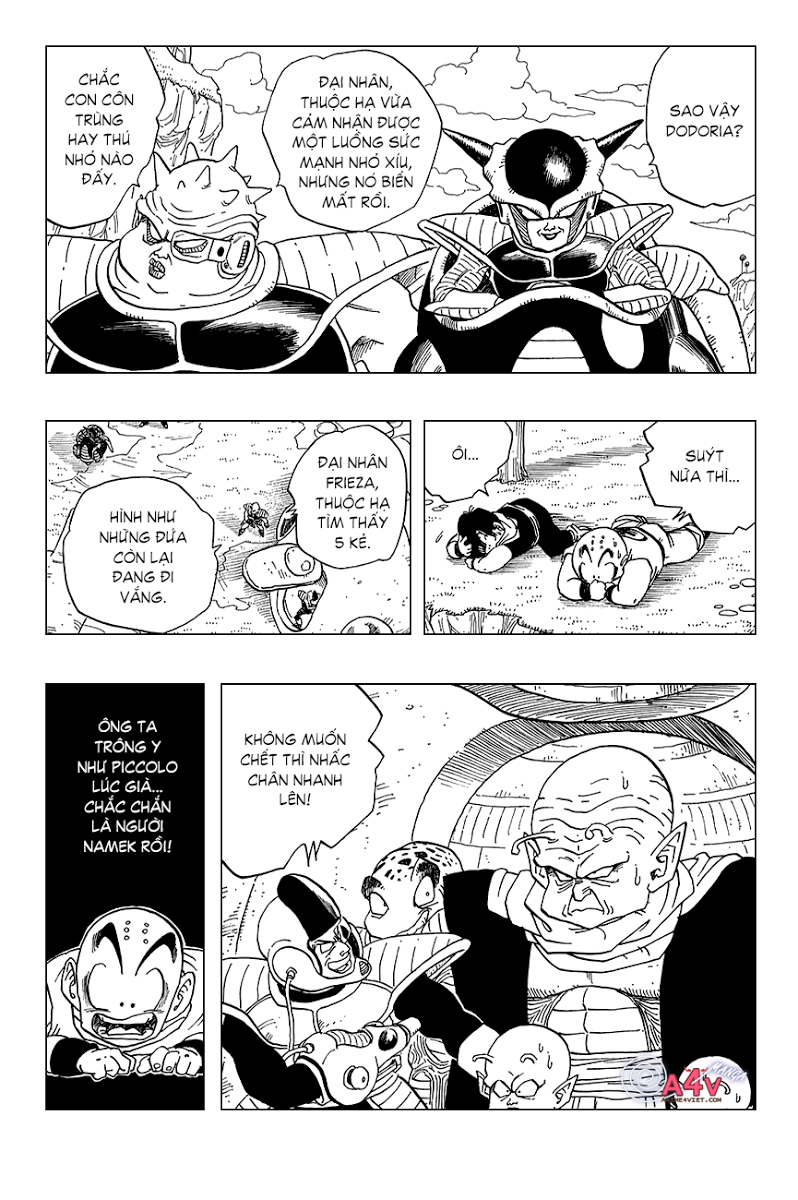 SAO VẬY
DODORIA?
ĐẠI NHÂN,
THUỘC HẠ VỪA
CẢM NHẬN ĐƯỢC
MỘT LUỒNG SỨC
MẠNH NHỎ XÍU,
NHƯNG NÓ BIẾN
MẤT RỒI.
CHẮC
CON CÔN
TRÙNG
HAY THÚ
NHỎ NÀO
ĐẤY.
SUÝT
NỮA THÌ...
ÔI...
ĐẠI NHÂN
FRIEZA,
THUỘC HẠ
TÌM THẤY
5 KẺ.
HÌNH NHƯ
NHỮNG ĐỨA
CÒN LẠI
ĐANG ĐI
VẮNG.
KHÔNG MUỐN
CHẾT THÌ NHẤC
CHÂN NHANH
LÊN!
ÔNG TA
TRÔNG Y
NHƯ PICCOLO
LÚC GIÀ...
CHẮC CHẮN
LÀ NGƯỜI
NAMEK RỒI!
MANGA
A4V
ANIME4VIET.COM